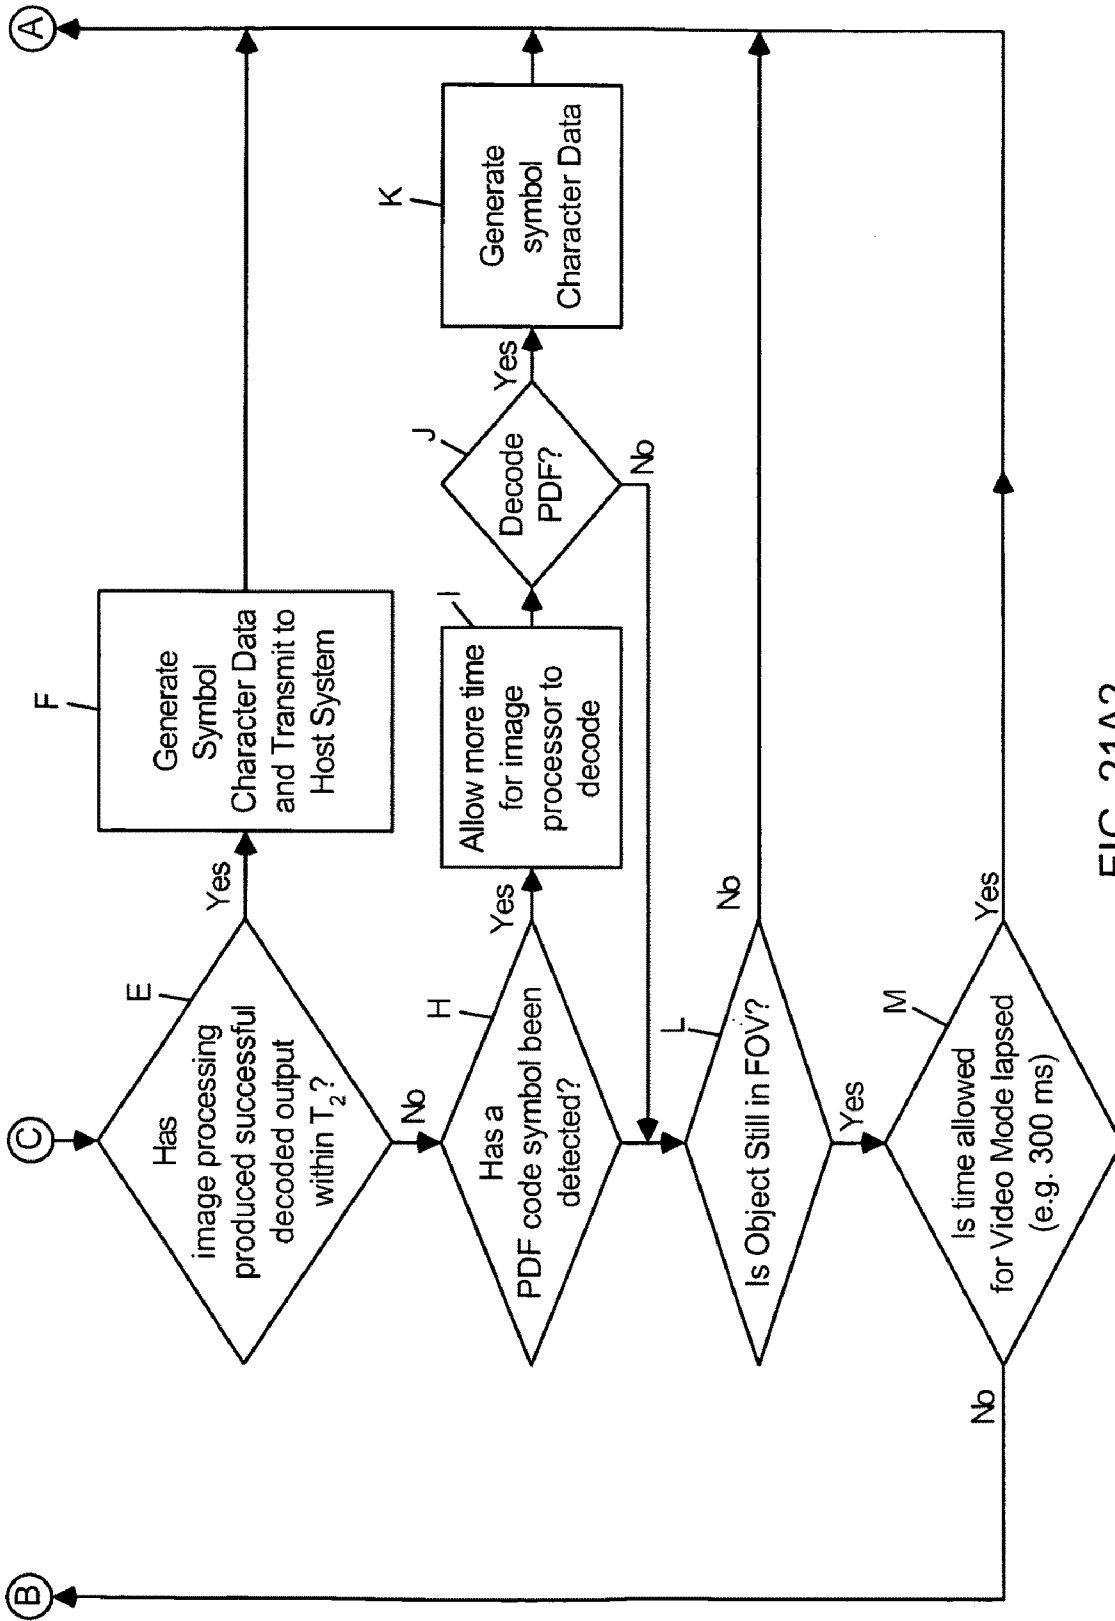 C
A
B
E
Has
image processing
produced successful
decoded output
within T2?
Yes
No
F
Generate
Symbol
Character Data
and Transmit to
Host System
H
Has a
PDF code symbol been
detected?
Yes
I
Allow more time
for image
processor to
decode
J
Decode
PDF?
Yes
No
K
Generate
symbol
Character Data
L
Is Object Still in FOV?
No
Yes
M
Is time allowed
for Video Mode lapsed
(e.g. 300 ms)
Yes
No
FIG. 21A2